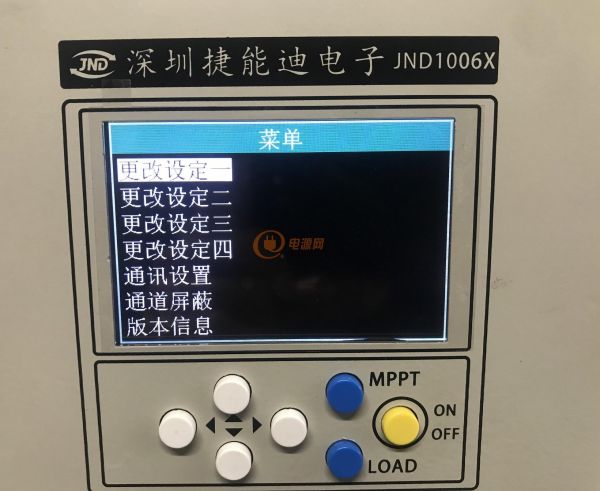 JND 深圳捷能迪电子 JND1006X
菜单
更改设定一
更改设定二
更改设定三
更改设定四
电源网
通讯设置
通道屏蔽
版本信息
MPPT
ON
OFF
LOAD